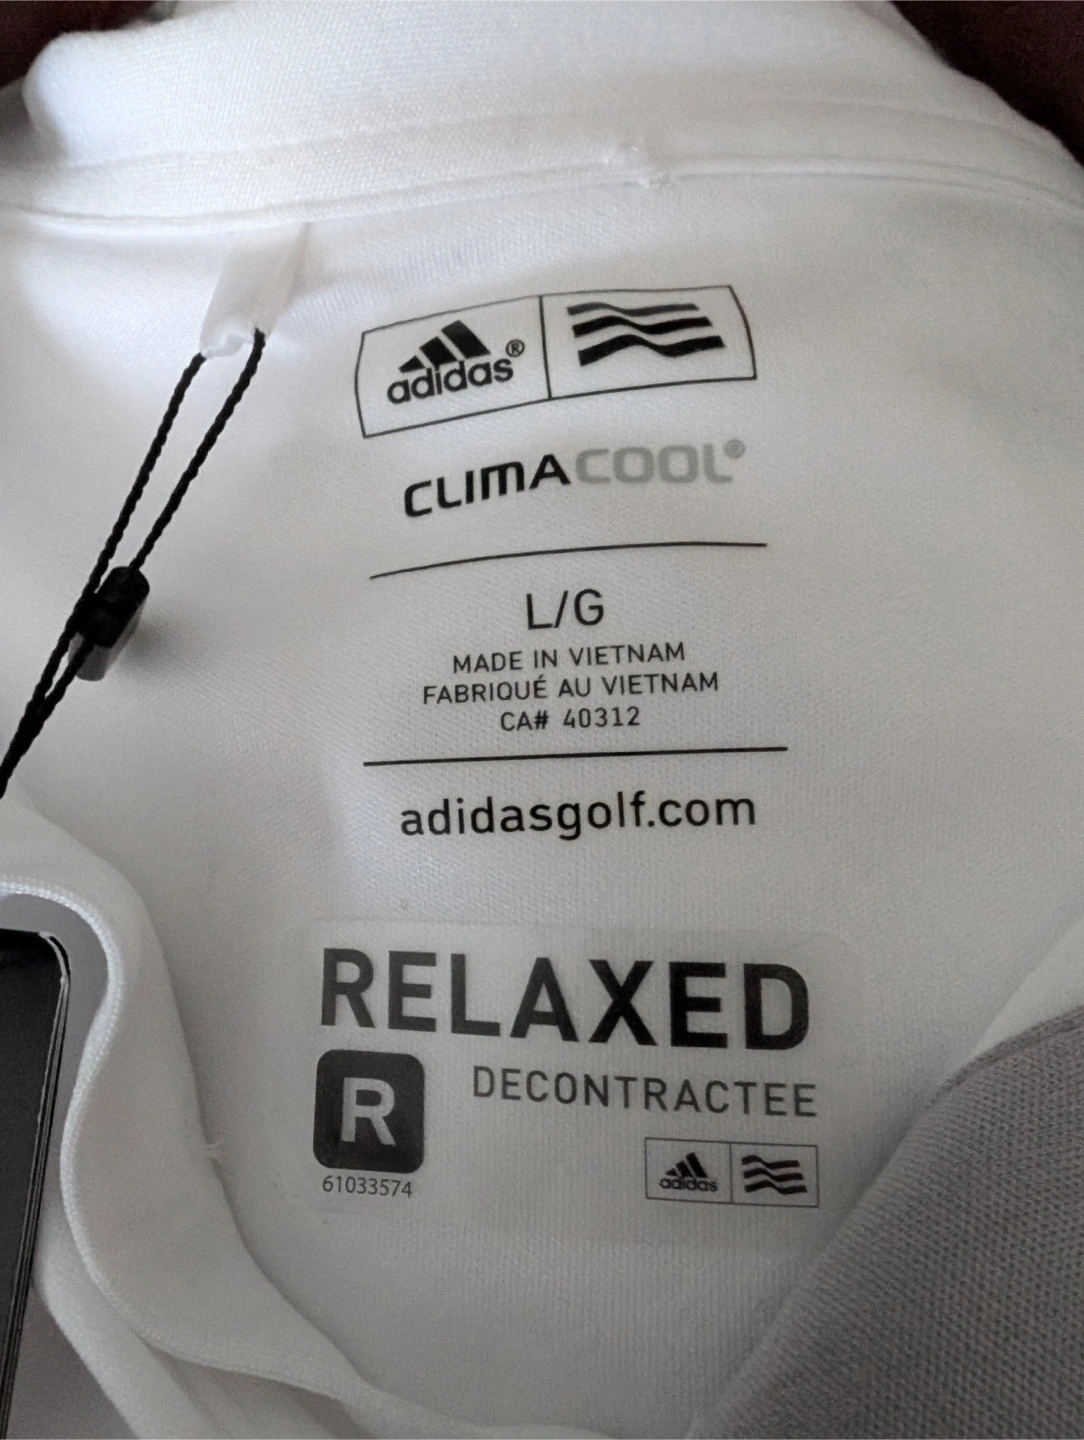 adidas®
CLIMACOOL®
L/G
MADE IN VIETNAM
FABRIQUÉ AU VIETNAM
CA# 40312
adidasgolf.com
RELAXED
R
DECONTRACTEE
61033574
adidas